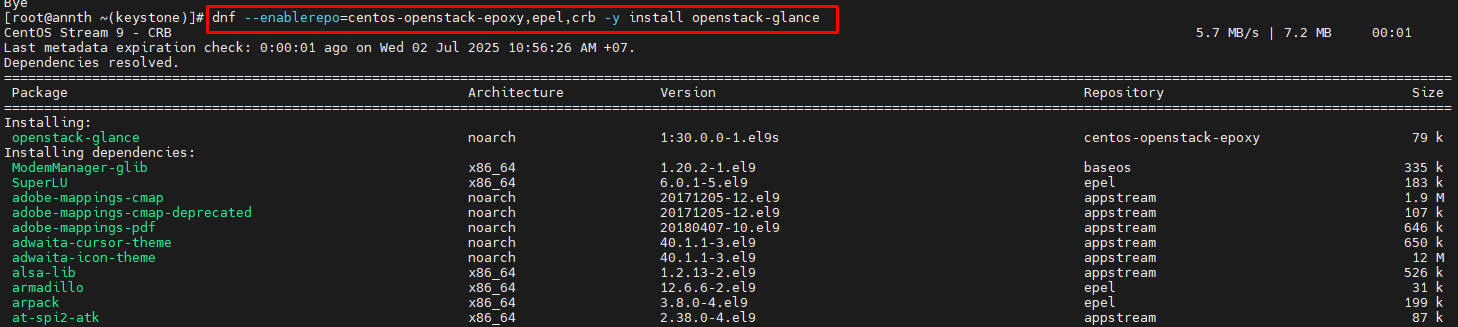 Bye
[root@annth ~(keystone)]# dnf --enablerepo=centos-openstack-epoxy,epel,crb -y install openstack-glance
CentOS Stream 9 - CRB 5.7 MB/s | 7.2 MB 00:01
Last metadata expiration check: 0:00:01 ago on Wed 02 Jul 2025 10:56:26 AM +07.
Dependencies resolved.
================================================================================
Package Architecture Version Repository Size
================================================================================
Installing:
openstack-glance noarch 1:30.0.0-1.el9s centos-openstack-epoxy 79 k
Installing dependencies:
ModemManager-glib x86_64 1.20.2-1.el9 baseos 335 k
SuperLU x86_64 6.0.1-5.el9 epel 183 k
adobe-mappings-cmap noarch 20171205-12.el9 appstream 1.9 M
adobe-mappings-cmap-deprecated noarch 20171205-12.el9 appstream 107 k
adobe-mappings-pdf noarch 20180407-10.el9 appstream 646 k
adwaita-cursor-theme noarch 40.1.1-3.el9 appstream 650 k
adwaita-icon-theme noarch 40.1.1-3.el9 appstream 12 M
alsa-lib x86_64 1.2.13-2.el9 appstream 526 k
armadillo x86_64 12.6.6-2.el9 epel 31 k
arpack x86_64 3.8.0-4.el9 epel 199 k
at-spi2-atk x86_64 2.38.0-4.el9 appstream 87 k